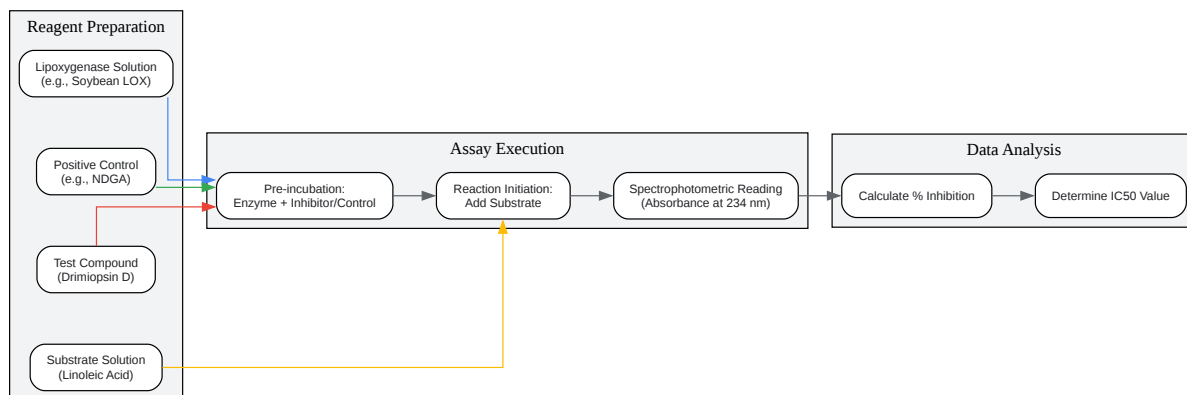 Reagent Preparation
Lipoxygenase Solution
(e.g., Soybean LOX)
Positive Control
(e.g., NDGA)
Test Compound
(Drimiopsin D)
Substrate Solution
(Linoleic Acid)
Assay Execution
Pre-incubation:
Enzyme + Inhibitor/Control
Reaction Initiation:
Add Substrate
Spectrophotometric Reading
(Absorbance at 234 nm)
Data Analysis
Calculate % Inhibition
Determine IC50 Value